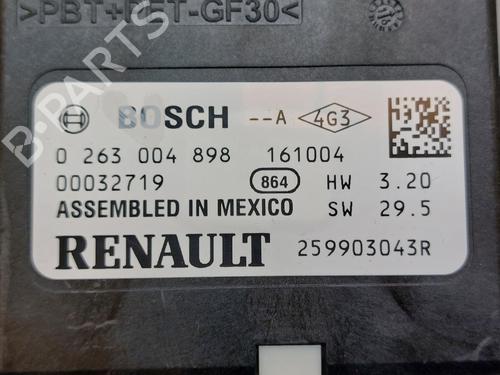 >PBT+PET-GF30<
BOSCH --A 4G3
0 263 004 898 161004
00032719 864 HW 3.20
ASSEMBLED IN MEXICO SW 29.5
RENAULT 259903043R
B-PARTS